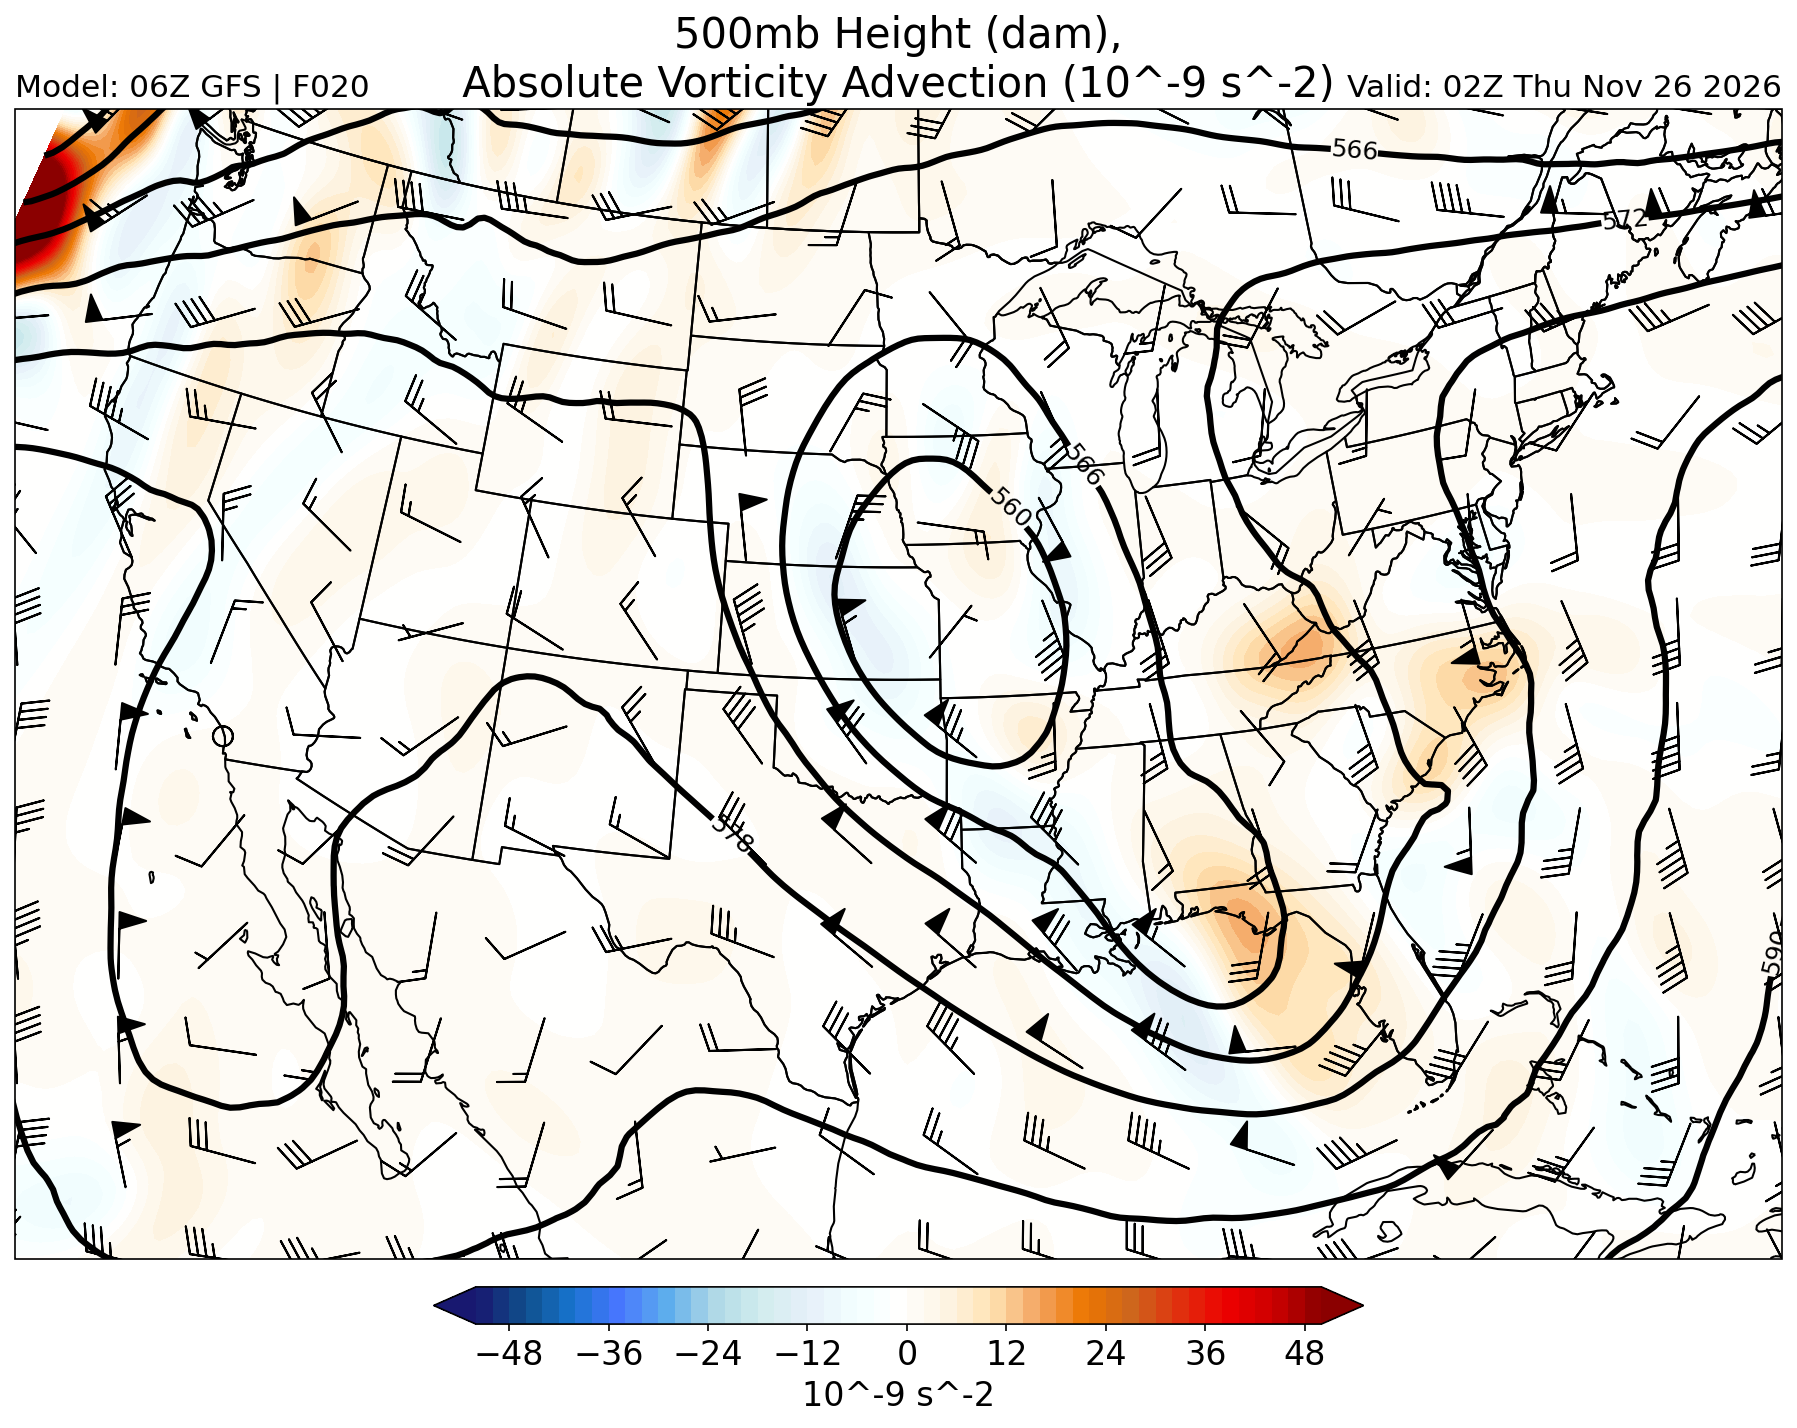 500mb Height (dam),
Model: 06Z GFS | F020
Absolute Vorticity Advection (10^-9 s^-2)
Valid: 02Z Thu Nov 26 2026
566
572
566
560
578
590
−48 −36 −24 −12 0 12 24 36 48
10^-9 s^-2